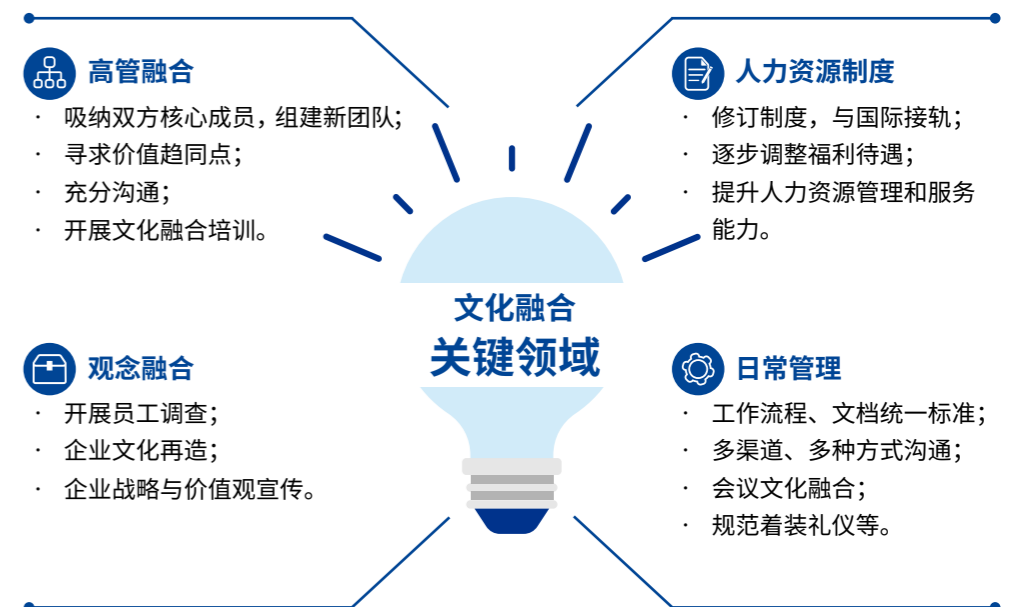 高管融合
· 吸纳双方核心成员，组建新团队；
· 寻求价值趋同点；
· 充分沟通；
· 开展文化融合培训。
人力资源制度
· 修订制度，与国际接轨；
· 逐步调整福利待遇；
· 提升人力资源管理和服务
能力。
文化融合
关键领域
观念融合
· 开展员工调查；
· 企业文化再造；
· 企业战略与价值观宣传。
日常管理
· 工作流程、文档统一标准；
· 多渠道、多种方式沟通；
· 会议文化融合；
· 规范着装礼仪等。